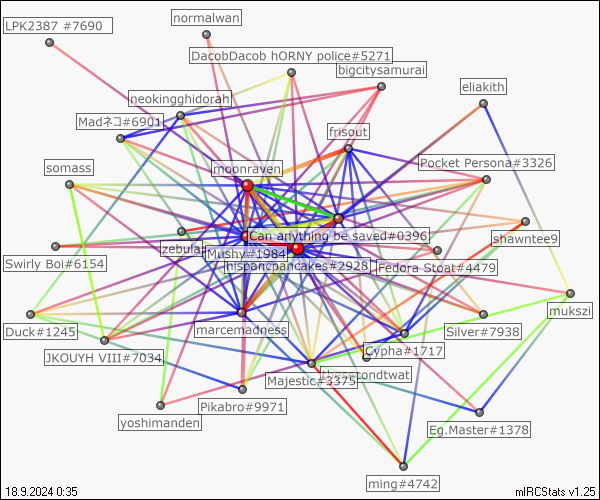 normalwan
LPK2387 #7690
DacobDacob hORNY police#5271
bigcitysamurai
eliakith
neokingghidorah
Madネコ#6901
frisout
Pocket Persona#3326
somass
moonraven
Can anything be saved#0396
shawntee9
zebular
Mushy#1984
Swirly Boi#6154
hispanicpancakes#2928
Fedora Stoat#4479
mukszi
Duck#1245
marcemadness
Silver#7938
JKOUYH VIII#7034
Cypha#1717
Majestic#3375
yoshimanden
Pikabro#9971
Eg.Master#1378
ming#4742
18.9.2024 0:35
mIRCStats v1.25